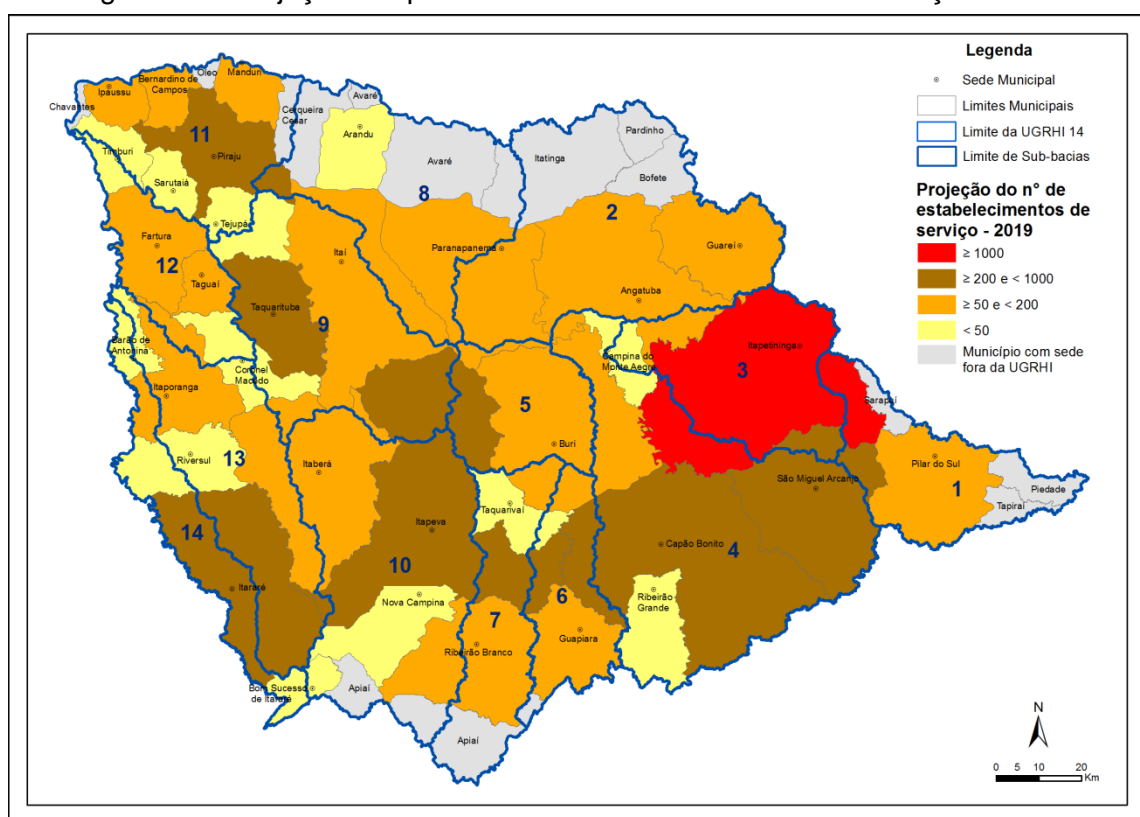 Legenda
Sede Municipal
Limites Municipais
Limite da UGRHI 14
Limite de Sub-bacias
Projeção do n° de
estabelecimentos de
serviço - 2019
≥ 1000
≥ 200 e < 1000
≥ 50 e < 200
< 50
Município com sede
fora da UGRHI
Chavantes
Ipaussu
Bernardino de
Campos
Óleo
Manduri
Cerqueira
Cesar
Avaré
Arandu
Avaré
8
Itatinga
Pardinho
Bofete
11
Piraju
Timburi
Sarutaiá
Tejupá
2
Guareí
Fartura
12
Taguaí
Itaí
Paranapanema
Angatuba
Taquarituba
9
Barão de
Antonina
Coronel
Macedo
Campina do
Monte Alegre
Itapetininga
3
Sarapuí
Itaporanga
5
Buri
Riversul
13
Itaberá
Pilar do Sul
1
Piedade
Tapiraí
São Miguel Arcanjo
Taquarivaí
Itapeva
14
Itararé
10
Capão Bonito
4
Nova Campina
6
Ribeirão
Grande
7
Guapiara
Ribeirão Branco
Bom Sucesso
de Itararé
Apiaí
Apiaí
N
0 5 10 20
Km